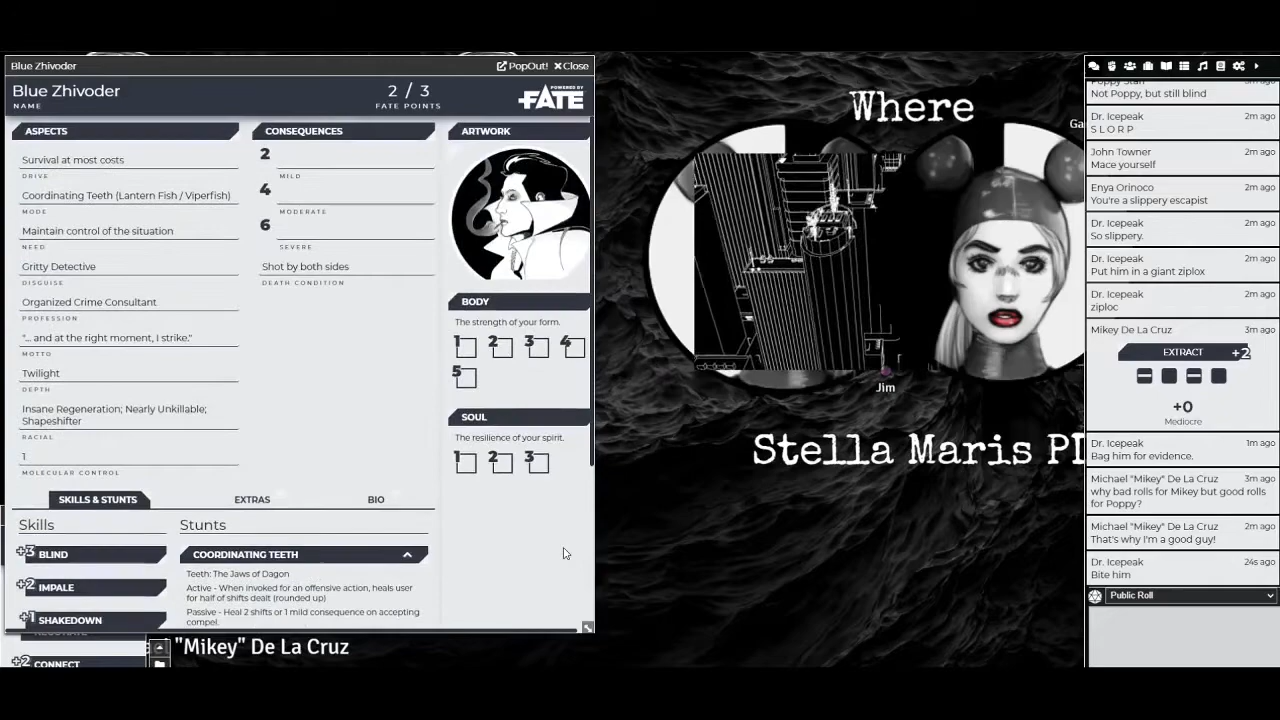 Blue Zhivoder
PopOut!
Close
Blue Zhivoder
NAME
2 / 3
FATE POINTS
POWERED BY
FATE
ASPECTS
Survival at most costs
DRIVE
Coordinating Teeth (Lantern Fish / Viperfish)
MODE
Maintain control of the situation
NEED
Gritty Detective
DISGUISE
Organized Crime Consultant
PROFESSION
"... and at the right moment, I strike."
MOTTO
Twilight
DEPTH
Insane Regeneration; Nearly Unkillable;
Shapeshifter
RACIAL
1
MOLECULAR CONTROL
CONSEQUENCES
2
MILD
4
MODERATE
6
SEVERE
Shot by both sides
DEATH CONDITION
ARTWORK
BODY
The strength of your form.
1 2 3 4
5
SOUL
The resilience of your spirit.
1 2 3
SKILLS & STUNTS
EXTRAS
BIO
Skills
+3 BLIND
+2 IMPALE
+1 SHAKEDOWN
+2 CONNECT
Stunts
COORDINATING TEETH
Teeth: The Jaws of Dagon
Active - When invoked for an offensive action, heals user
for half of shifts dealt (rounded up)
Passive - Heal 2 shifts or 1 mild consequence on accepting
compel.
"Mikey" De La Cruz
Where
Ga
Jim
Stella Maris PI
Not Poppy, but still blind
2m ago
Dr. Icepeak
2m ago
S L O R P
John Towner
2m ago
Mace yourself
Enya Orinoco
2m ago
You're a slippery escapist
Dr. Icepeak
2m ago
So slippery.
Dr. Icepeak
2m ago
Put him in a giant ziplox
Dr. Icepeak
2m ago
ziploc
Mikey De La Cruz
3m ago
EXTRACT +2
+0
Mediocre
Dr. Icepeak
1m ago
Bag him for evidence.
Michael "Mikey" De La Cruz
3m ago
why bad rolls for Mikey but good rolls
for Poppy?
Michael "Mikey" De La Cruz
2m ago
That's why I'm a good guy!
Dr. Icepeak
24s ago
Bite him
Public Roll